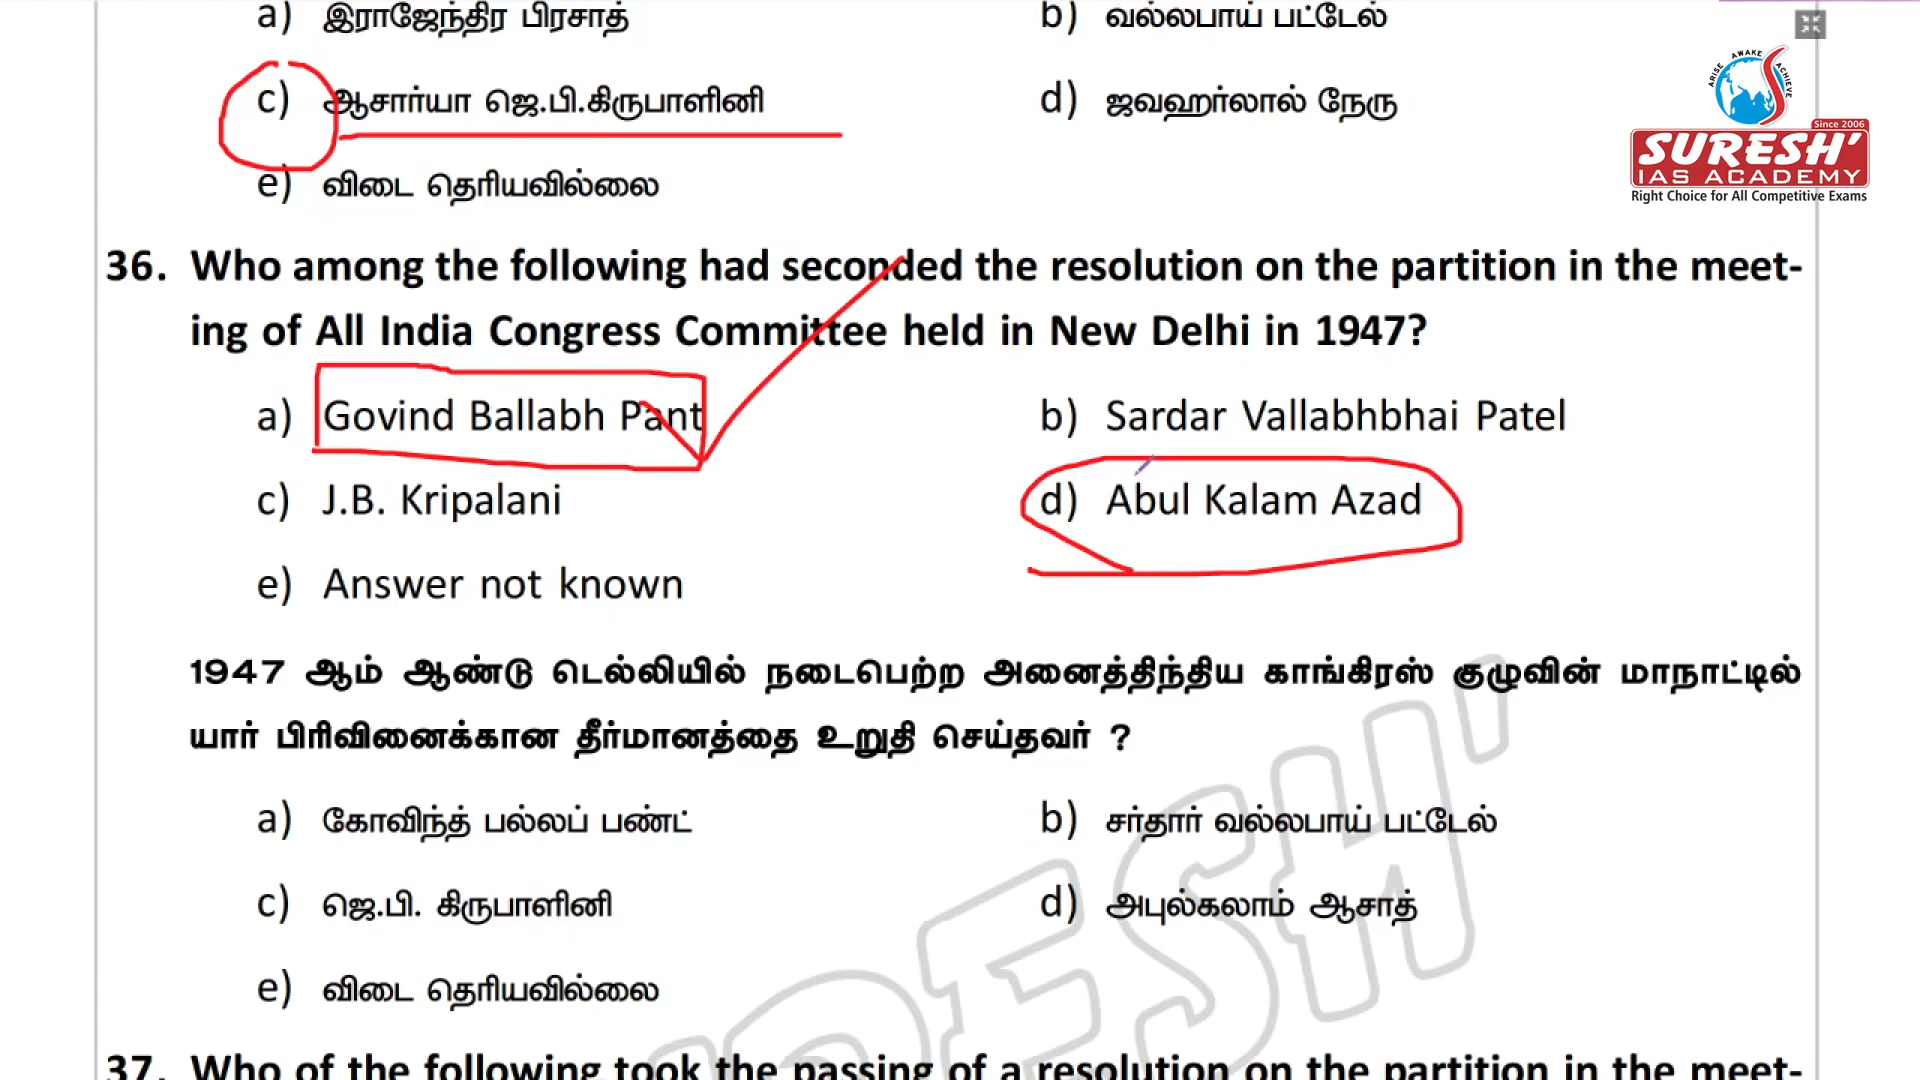 a) இராஜேந்திர பிரசாத்
b) வல்லபாய் பட்டேல்
c) ஆசார்யா ஜெ.பி.கிருபாளினி
d) ஜவஹர்லால் நேரு
e) விடை தெரியவில்லை
ARISE AWAKE ACHIEVE
Since 2006
SURESH'
IAS ACADEMY
Right Choice for All Competitive Exams
36. Who among the following had seconded the resolution on the partition in the meet-
ing of All India Congress Committee held in New Delhi in 1947?
a) Govind Ballabh Pant
b) Sardar Vallabhbhai Patel
c) J.B. Kripalani
d) Abul Kalam Azad
e) Answer not known
1947 ஆம் ஆண்டு டெல்லியில் நடைபெற்ற அனைத்திந்திய காங்கிரஸ் குழுவின் மாநாட்டில்
யார் பிரிவினைக்கான தீர்மானத்தை உறுதி செய்தவர் ?
a) கோவிந்த் பல்லப் பண்ட்
b) சர்தார் வல்லபாய் பட்டேல்
c) ஜெ.பி. கிருபாளினி
d) அபுல்கலாம் ஆசாத்
e) விடை தெரியவில்லை
37. Who of the following took the passing of a resolution on the partition in the meet-